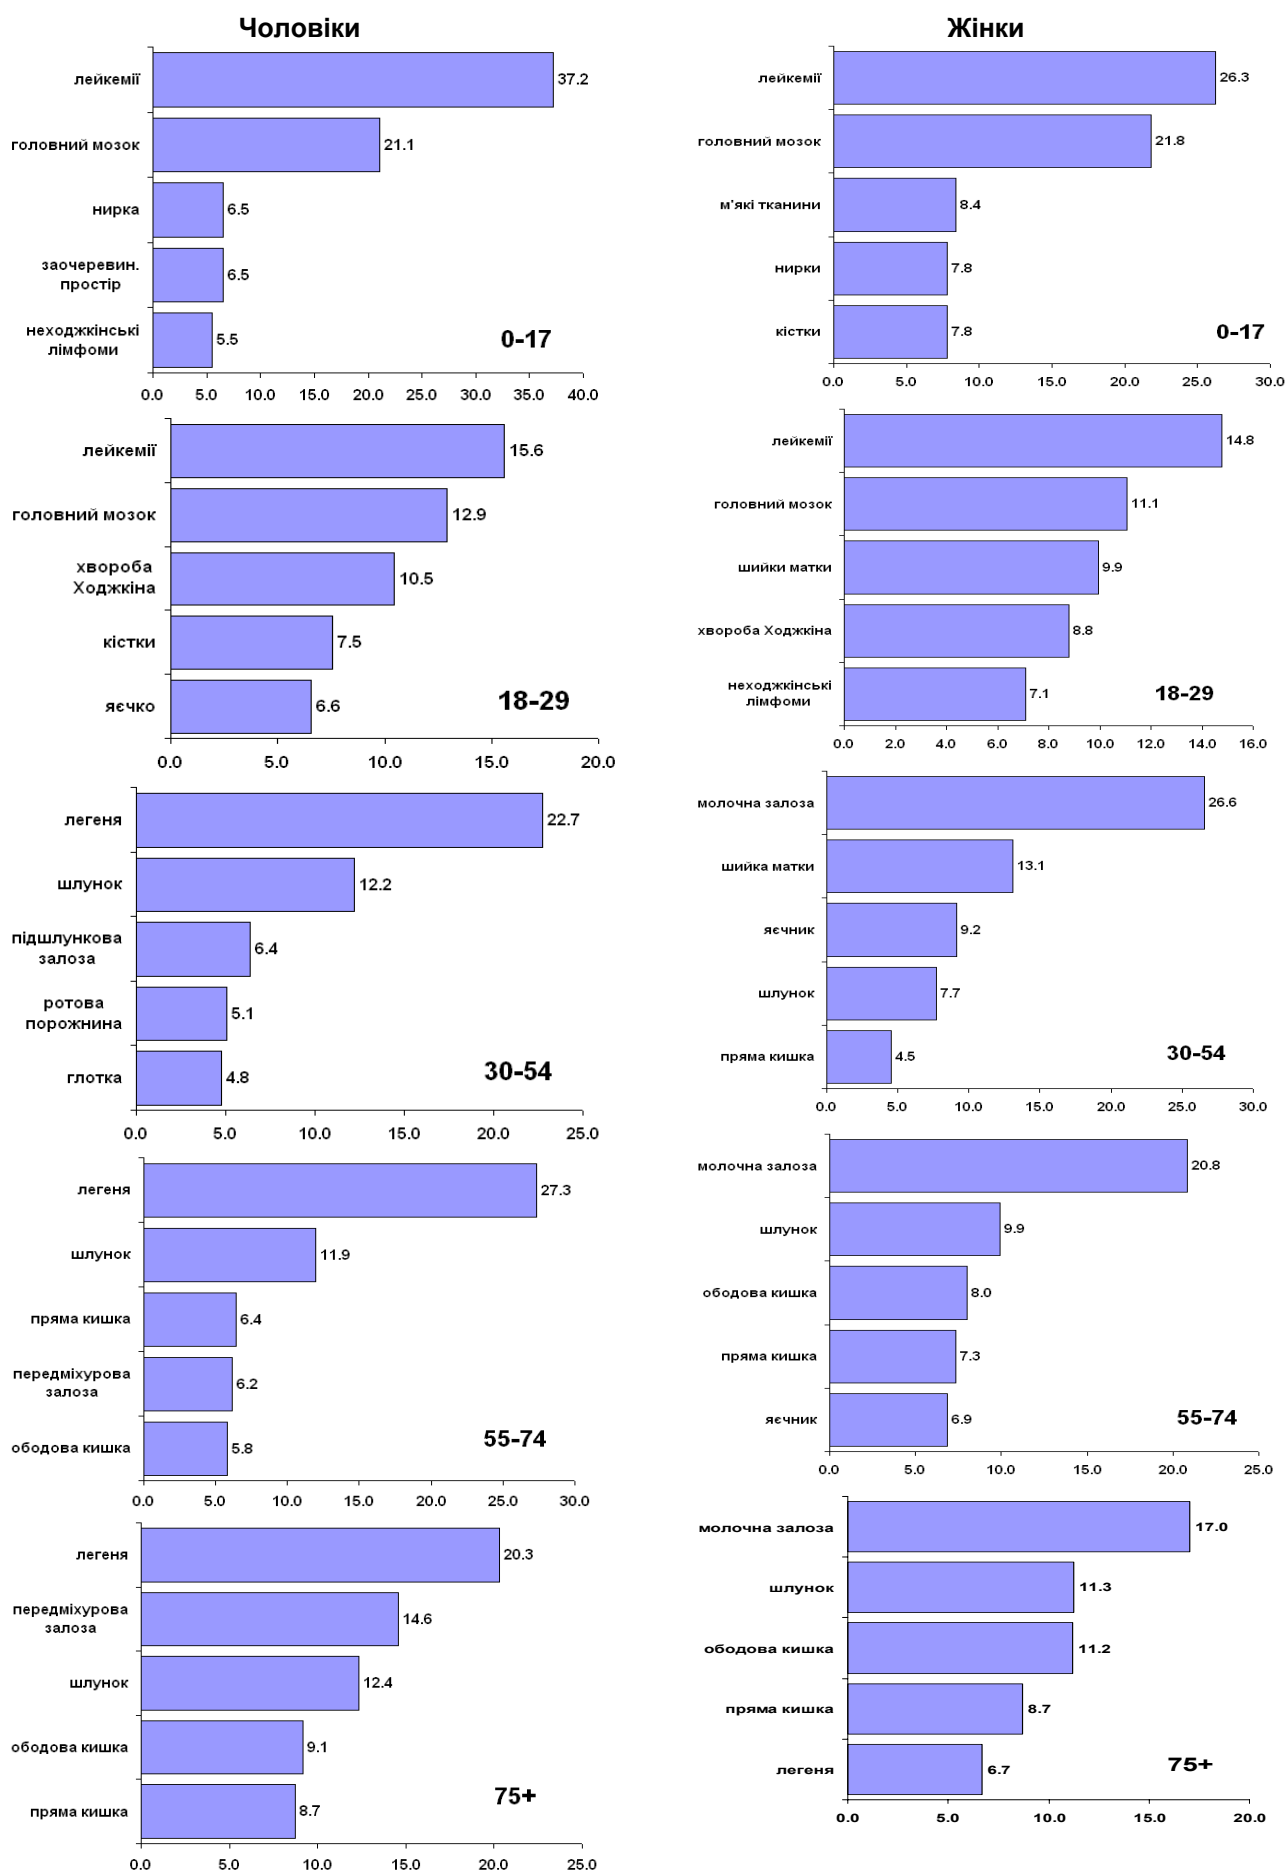 Чоловіки
лейкемії
37.2
головний мозок
21.1
нирка
6.5
заочеревин.
простір
6.5
неходжкінські
лімфоми
5.5
0-17
0.0 5.0 10.0 15.0 20.0 25.0 30.0 35.0 40.0
лейкемії
15.6
головний мозок
12.9
хвороба
Ходжкіна
10.5
кістки
7.5
яєчко
6.6
18-29
0.0 5.0 10.0 15.0 20.0
легеня
22.7
шлунок
12.2
підшлункова
залоза
6.4
ротова
порожнина
5.1
глотка
4.8
30-54
0.0 5.0 10.0 15.0 20.0 25.0
легеня
27.3
шлунок
11.9
пряма кишка
6.4
передміхурова
залоза
6.2
ободова кишка
5.8
55-74
0.0 5.0 10.0 15.0 20.0 25.0 30.0
легеня
20.3
передміхурова
залоза
14.6
шлунок
12.4
ободова кишка
9.1
пряма кишка
8.7
75+
0.0 5.0 10.0 15.0 20.0 25.0
Жінки
лейкемії
26.3
головний мозок
21.8
м'які тканини
8.4
нирки
7.8
кістки
7.8
0-17
0.0 5.0 10.0 15.0 20.0 25.0 30.0
лейкемії
14.8
головний мозок
11.1
шийки матки
9.9
хвороба Ходжкіна
8.8
неходжкінські
лімфоми
7.1
18-29
0.0 2.0 4.0 6.0 8.0 10.0 12.0 14.0 16.0
молочна залоза
26.6
шийка матки
13.1
яєчник
9.2
шлунок
7.7
пряма кишка
4.5
30-54
0.0 5.0 10.0 15.0 20.0 25.0 30.0
молочна залоза
20.8
шлунок
9.9
ободова кишка
8.0
пряма кишка
7.3
яєчник
6.9
55-74
0.0 5.0 10.0 15.0 20.0 25.0
молочна залоза
17.0
шлунок
11.3
ободова кишка
11.2
пряма кишка
8.7
легеня
6.7
75+
0.0 5.0 10.0 15.0 20.0